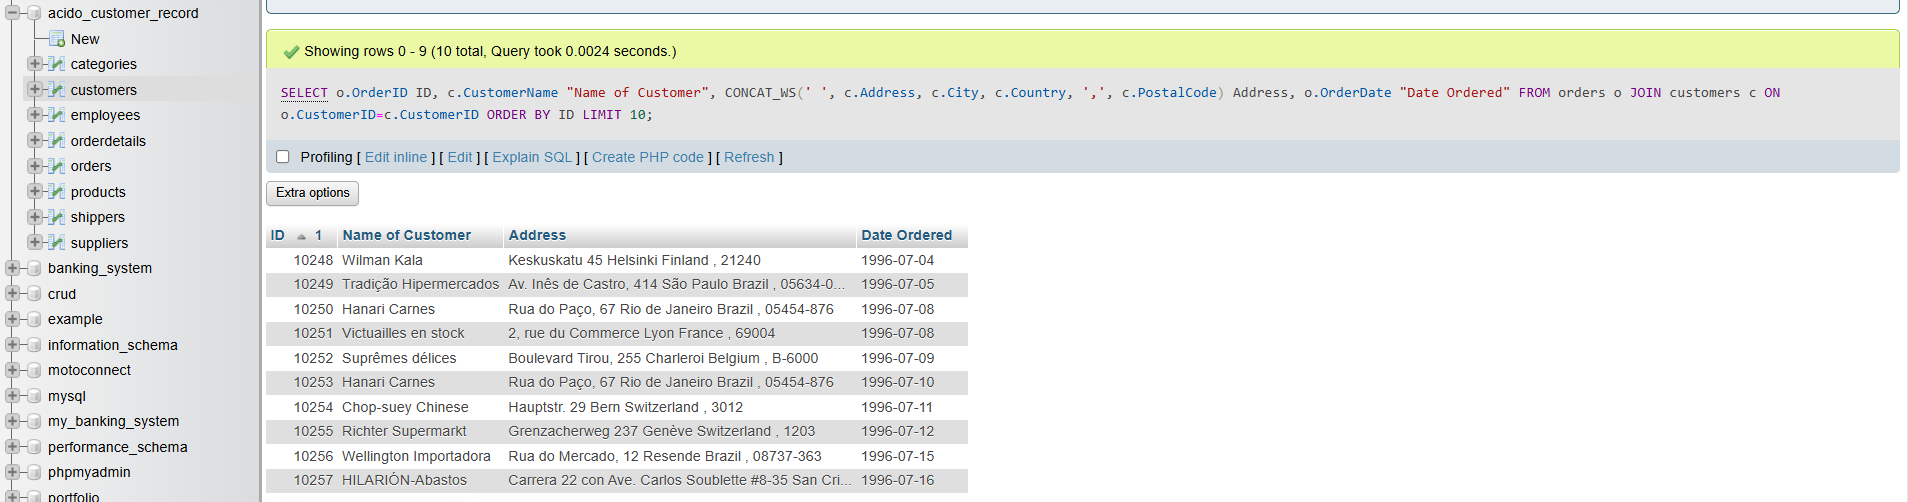 acido_customer_record
New
categories
customers
employees
orderdetails
orders
products
shippers
suppliers
banking_system
crud
example
information_schema
motoconnect
mysql
my_banking_system
performance_schema
phpmyadmin
portfolio
Showing rows 0 - 9 (10 total, Query took 0.0024 seconds.)
SELECT o.OrderID ID, c.CustomerName "Name of Customer", CONCAT_WS(' ', c.Address, c.City, c.Country, ',', c.PostalCode) Address, o.OrderDate "Date Ordered" FROM orders o JOIN customers c ON
o.CustomerID=c.CustomerID ORDER BY ID LIMIT 10;
Profiling [ Edit inline ] [ Edit ] [ Explain SQL ] [ Create PHP code ] [ Refresh ]
Extra options
ID 1 Name of Customer Address Date Ordered
10248 Wilman Kala Keskuskatu 45 Helsinki Finland , 21240 1996-07-04
10249 Tradição Hipermercados Av. Inês de Castro, 414 São Paulo Brazil , 05634-0... 1996-07-05
10250 Hanari Carnes Rua do Paço, 67 Rio de Janeiro Brazil , 05454-876 1996-07-08
10251 Victuailles en stock 2, rue du Commerce Lyon France , 69004 1996-07-08
10252 Suprêmes délices Boulevard Tirou, 255 Charleroi Belgium , B-6000 1996-07-09
10253 Hanari Carnes Rua do Paço, 67 Rio de Janeiro Brazil , 05454-876 1996-07-10
10254 Chop-suey Chinese Hauptstr. 29 Bern Switzerland , 3012 1996-07-11
10255 Richter Supermarkt Grenzacherweg 237 Genève Switzerland , 1203 1996-07-12
10256 Wellington Importadora Rua do Mercado, 12 Resende Brazil , 08737-363 1996-07-15
10257 HILARIÓN-Abastos Carrera 22 con Ave. Carlos Soublette #8-35 San Cri... 1996-07-16